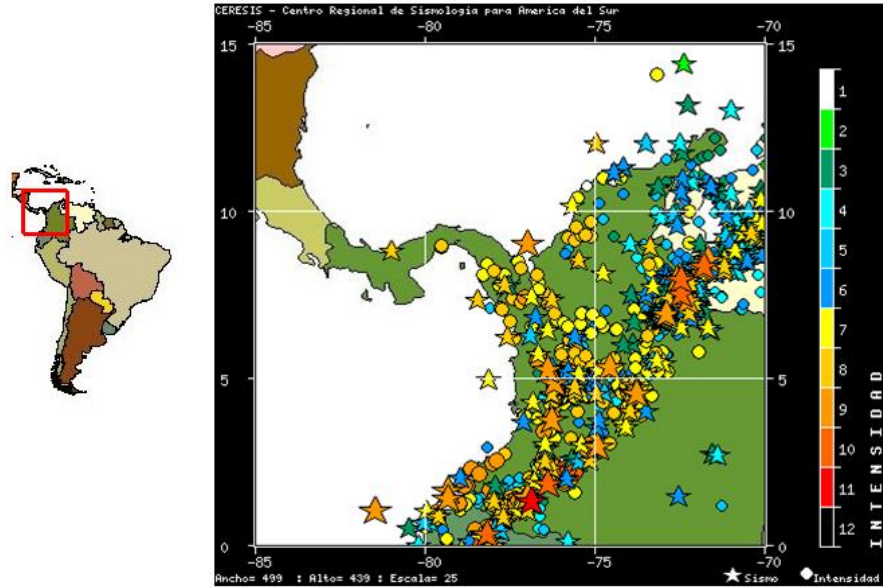 CERESIS - Centro Regional de Sismologia para America del Sur
-85 -80 -75 -70
15 15
10 10
5 5
0 0
-85 -80 -75 -70
1
2
3
4
5
6
7
8
9
10
11
12
INTENSIDAD
Ancho= 499 : Alto= 439 : Escala= 25
Sismo Intensidad